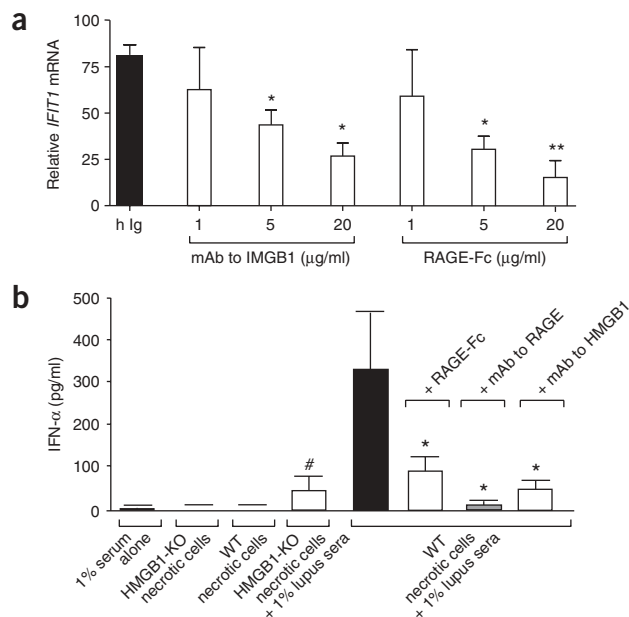 a
Relative IFIT1 mRNA
100
75
50
25
0
*
*
*
**
h Ig
1
5
20
1
5
20
mAb to IMGB1 (μg/ml)
RAGE-Fc (μg/ml)
b
IFN-α (pg/ml)
500
400
300
200
100
0
#
*
*
*
+ RAGE-Fc
+ mAb to RAGE
+ mAb to HMGB1
1% serum
alone
HMGB1-KO
necrotic cells
WT
necrotic cells
HMGB1-KO
necrotic cells
+ 1% lupus sera
WT
necrotic cells
+ 1% lupus sera